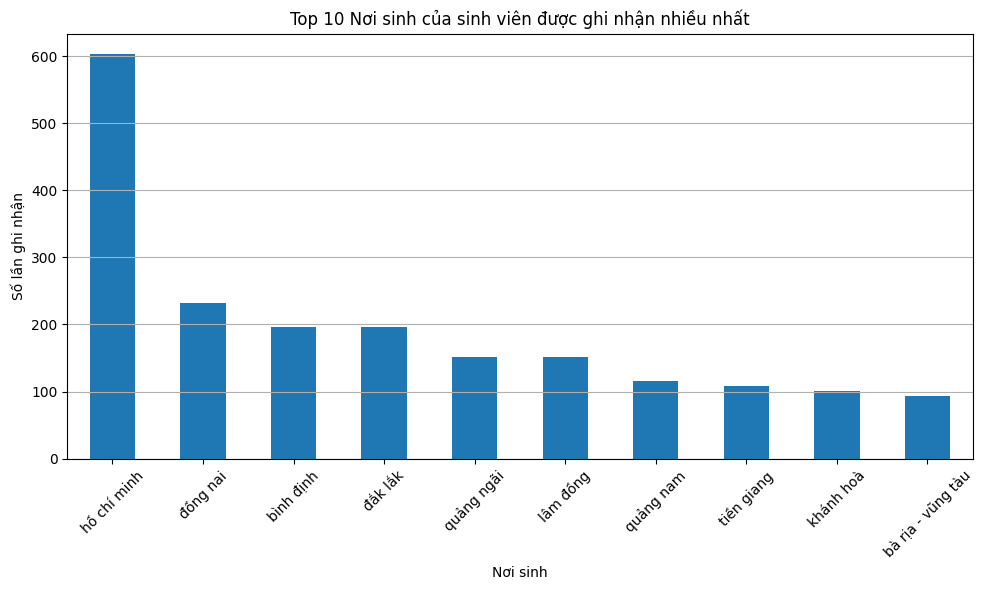 Top 10 Nơi sinh của sinh viên được ghi nhận nhiều nhất
Số lần ghi nhận
600
500
400
300
200
100
0
hồ chí minh
đồng nai
bình định
đắk lắk
quảng ngãi
lâm đồng
quảng nam
tiền giang
khánh hoà
bà rịa - vũng tàu
Nơi sinh